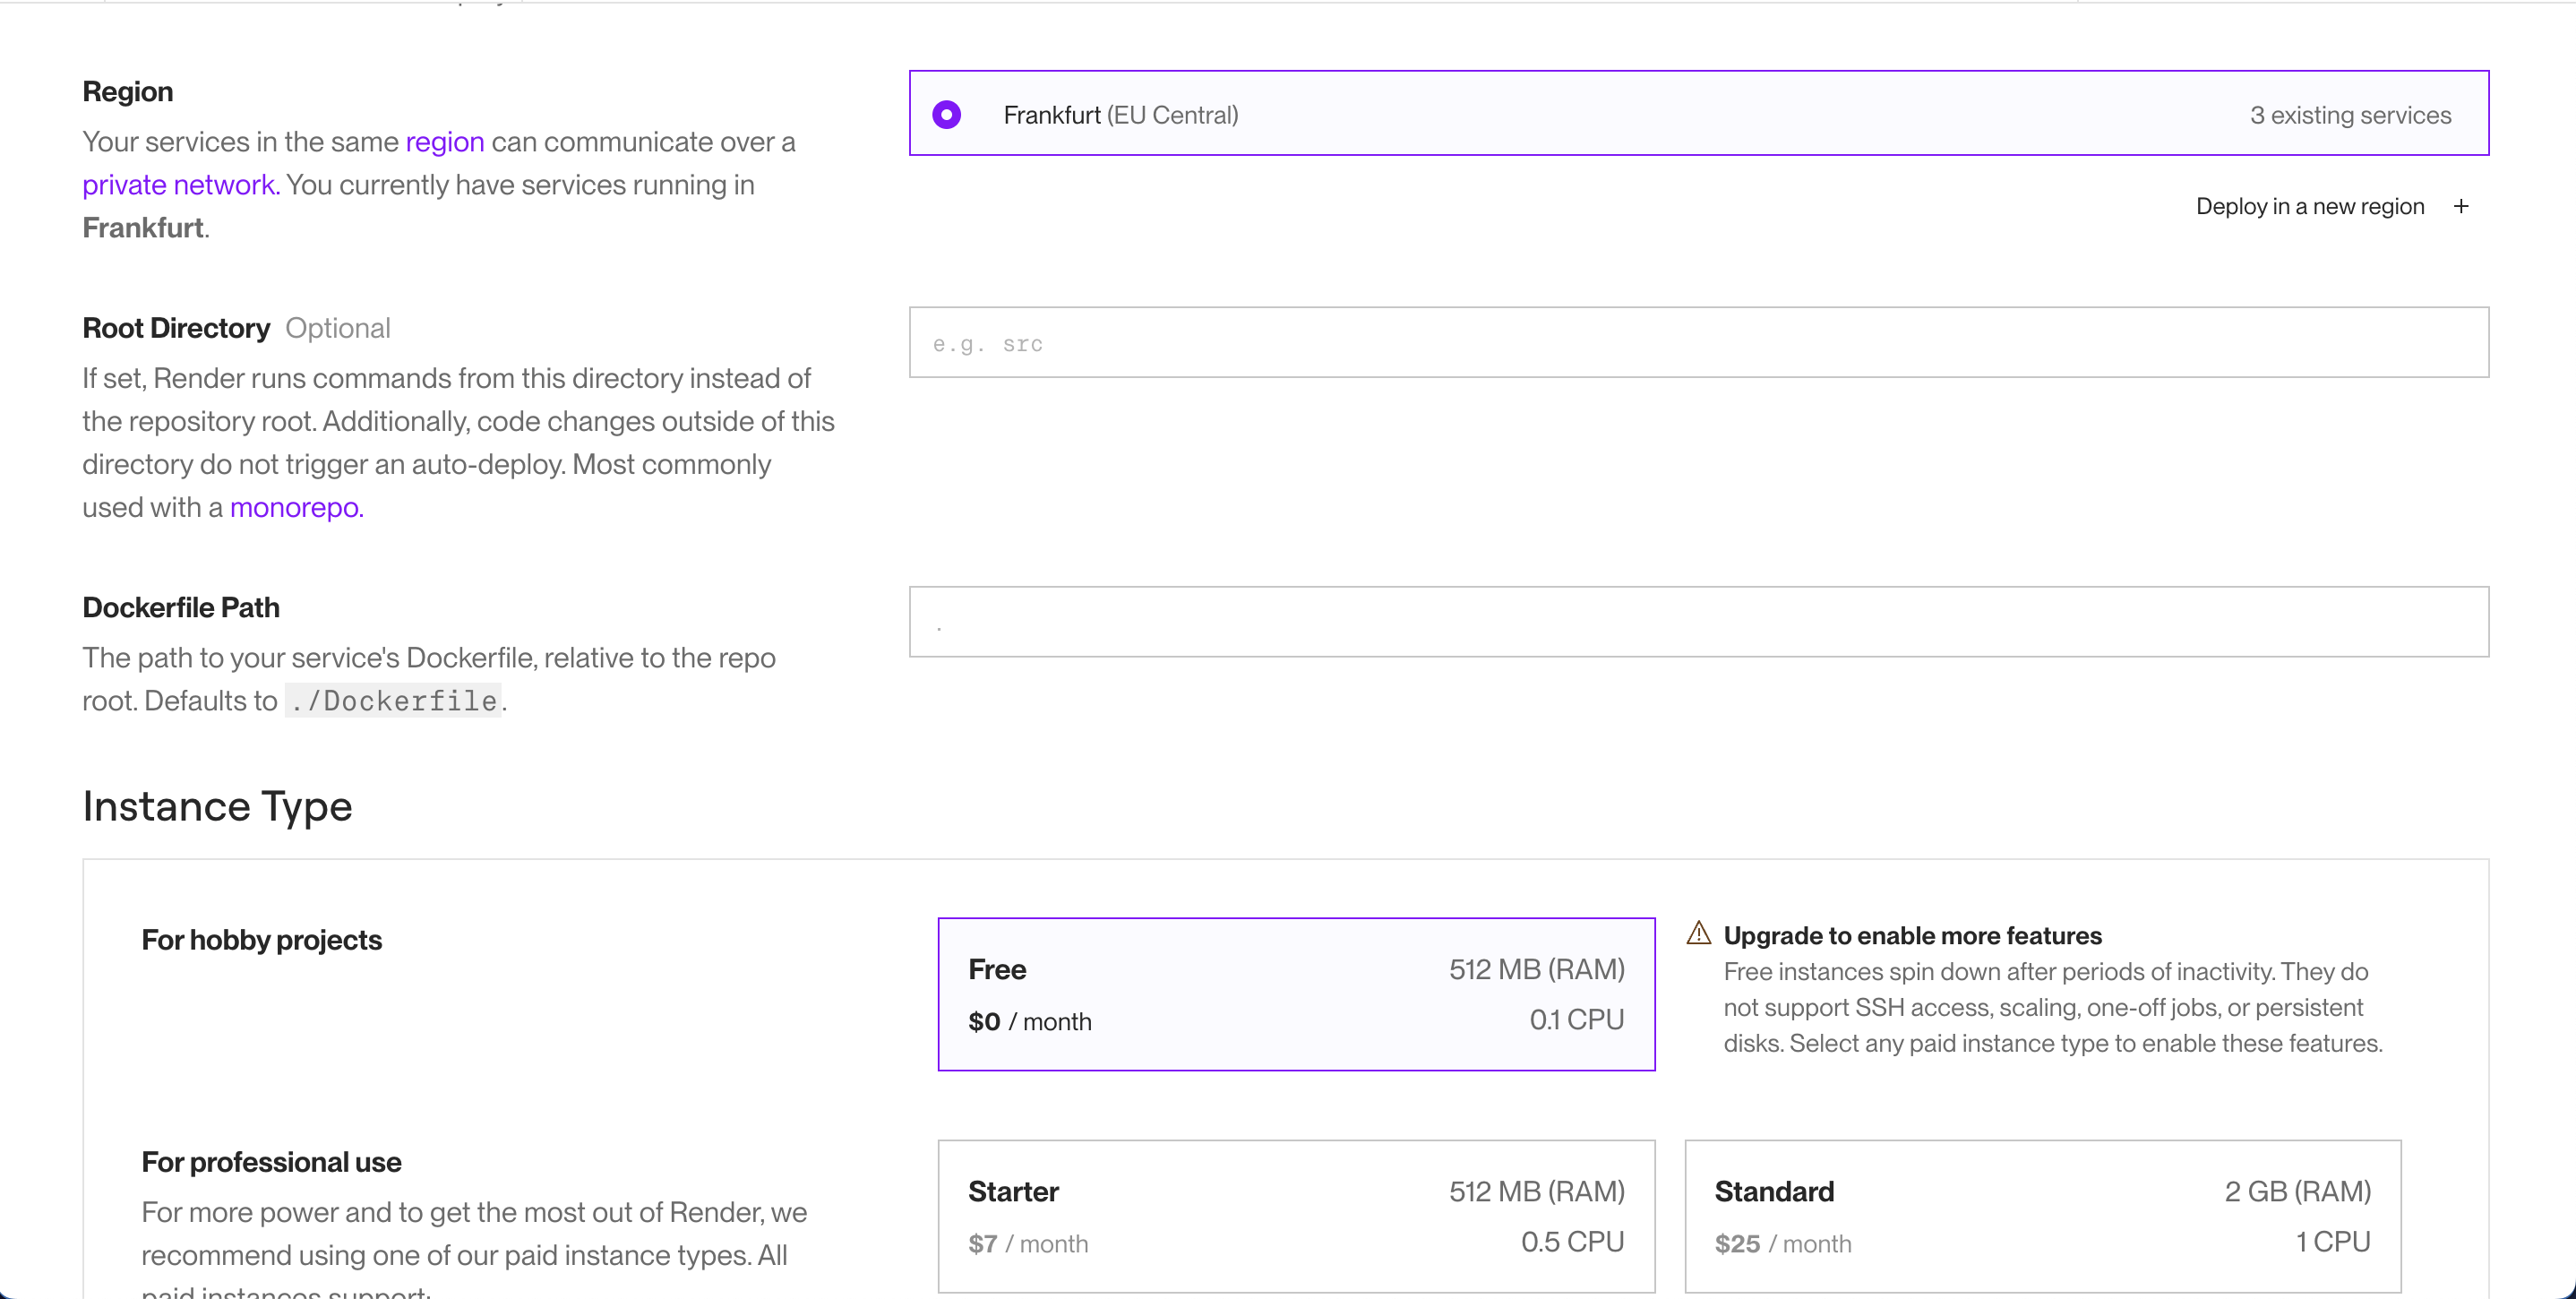 Region
Your services in the same region can communicate over a
private network. You currently have services running in
Frankfurt.
Frankfurt (EU Central)
3 existing services
Deploy in a new region +
Root Directory Optional
If set, Render runs commands from this directory instead of
the repository root. Additionally, code changes outside of this
directory do not trigger an auto-deploy. Most commonly
used with a monorepo.
e.g. src
Dockerfile Path
The path to your service's Dockerfile, relative to the repo
root. Defaults to ./Dockerfile.
.
Instance Type
For hobby projects
Free
512 MB (RAM)
$0 / month
0.1 CPU
Upgrade to enable more features
Free instances spin down after periods of inactivity. They do
not support SSH access, scaling, one-off jobs, or persistent
disks. Select any paid instance type to enable these features.
For professional use
For more power and to get the most out of Render, we
recommend using one of our paid instance types. All
paid instances support:
Starter
512 MB (RAM)
$7 / month
0.5 CPU
Standard
2 GB (RAM)
$25 / month
1 CPU